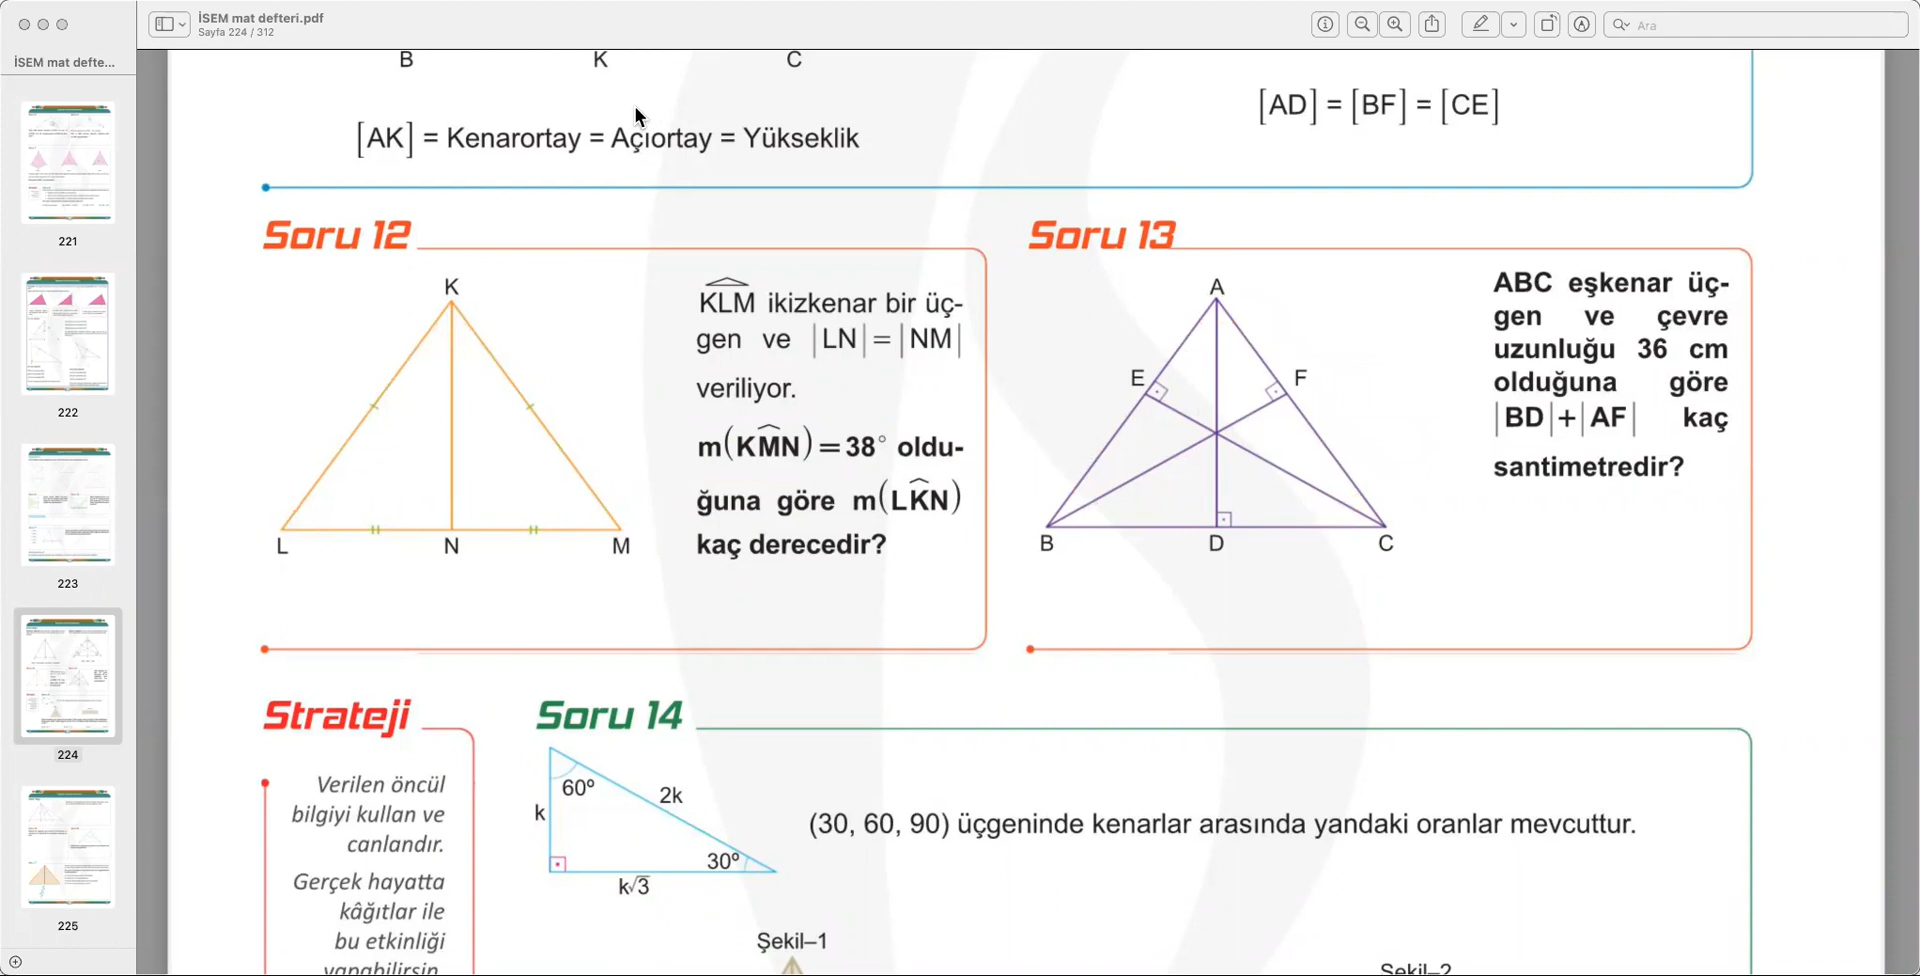 İSEM mat defteri.pdf
Sayfa 224 / 312
Ara
İSEM mat defte...
221
222
223
224
225
B K C
[AK] = Kenarortay = Açıortay = Yükseklik
[AD] = [BF] = [CE]
Soru 12
K
L N M
KLM ikizkenar bir üç-
gen ve |LN| = |NM|
veriliyor.
m(KMN) = 38° oldu-
ğuna göre m(LKN)
kaç derecedir?
Soru 13
A
E F
B D C
ABC eşkenar üç-
gen ve çevre
uzunluğu 36 cm
olduğuna göre
|BD| + |AF| kaç
santimetredir?
Strateji
Verilen öncül
bilgiyi kullan ve
canlandır.
Gerçek hayatta
kâğıtlar ile
bu etkinliği
yapabilirsin.
Soru 14
60º
2k
k
30º
k√3
(30, 60, 90) üçgeninde kenarlar arasında yandaki oranlar mevcuttur.
Şekil–1
Şekil–2